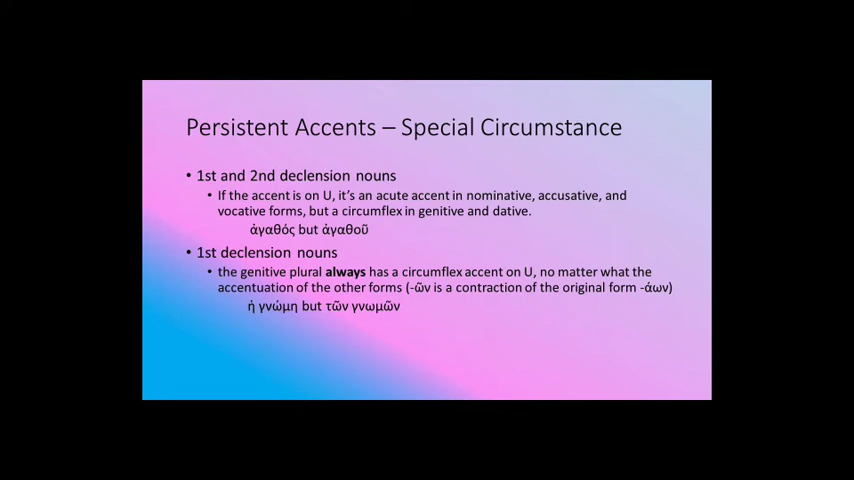 Persistent Accents – Special Circumstance
• 1st and 2nd declension nouns
• If the accent is on U, it's an acute accent in nominative, accusative, and
vocative forms, but a circumflex in genitive and dative.
ἀγαθός but ἀγαθοῦ
• 1st declension nouns
• the genitive plural always has a circumflex accent on U, no matter what the
accentuation of the other forms (-ῶν is a contraction of the original form -άων)
ἡ γνώμη but τῶν γνωμῶν